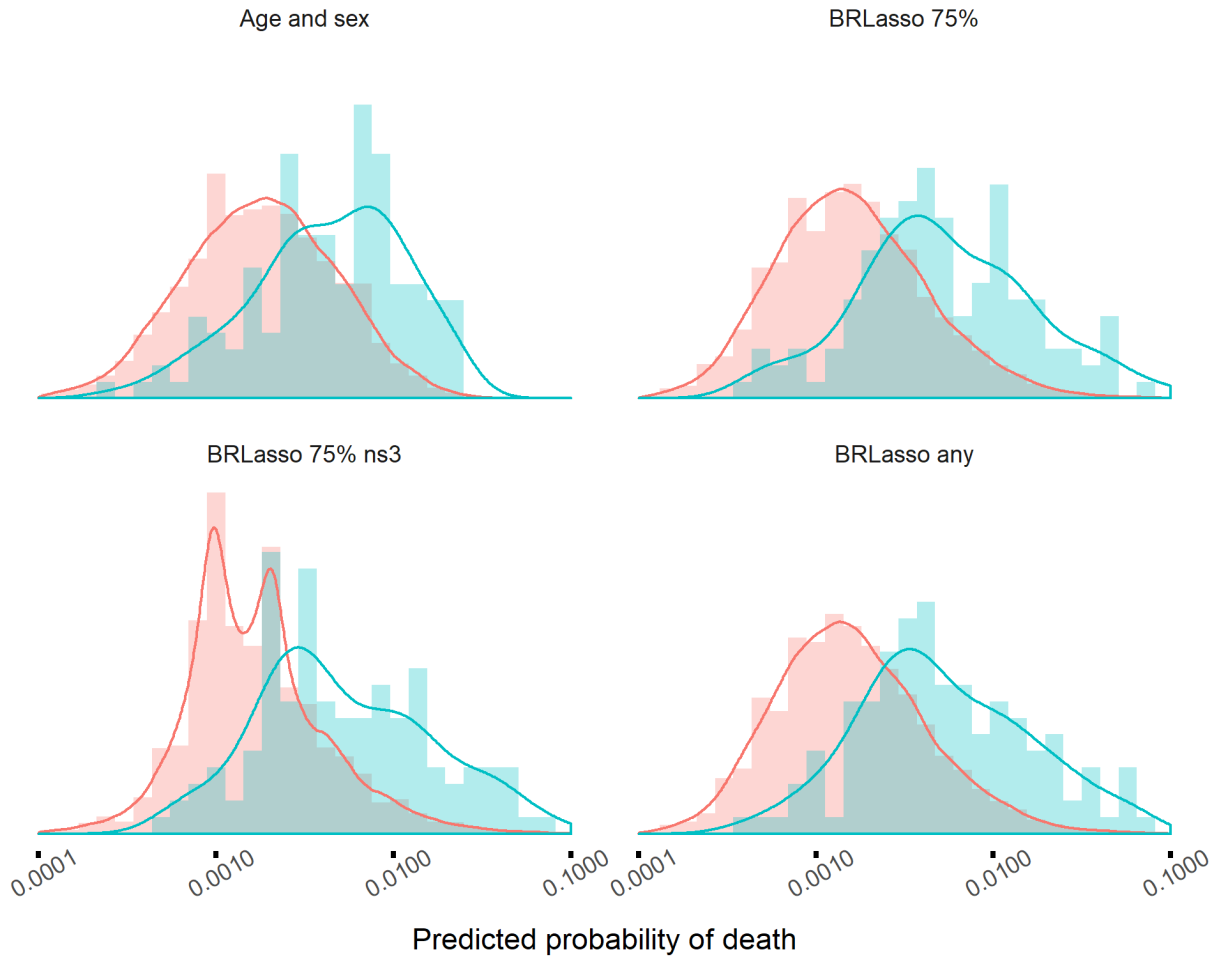 Age and sex
BRLasso 75%
BRLasso 75% ns3
BRLasso any
0.0001 0.0010 0.0100 0.1000 0.0001 0.0010 0.0100 0.1000
Predicted probability of death